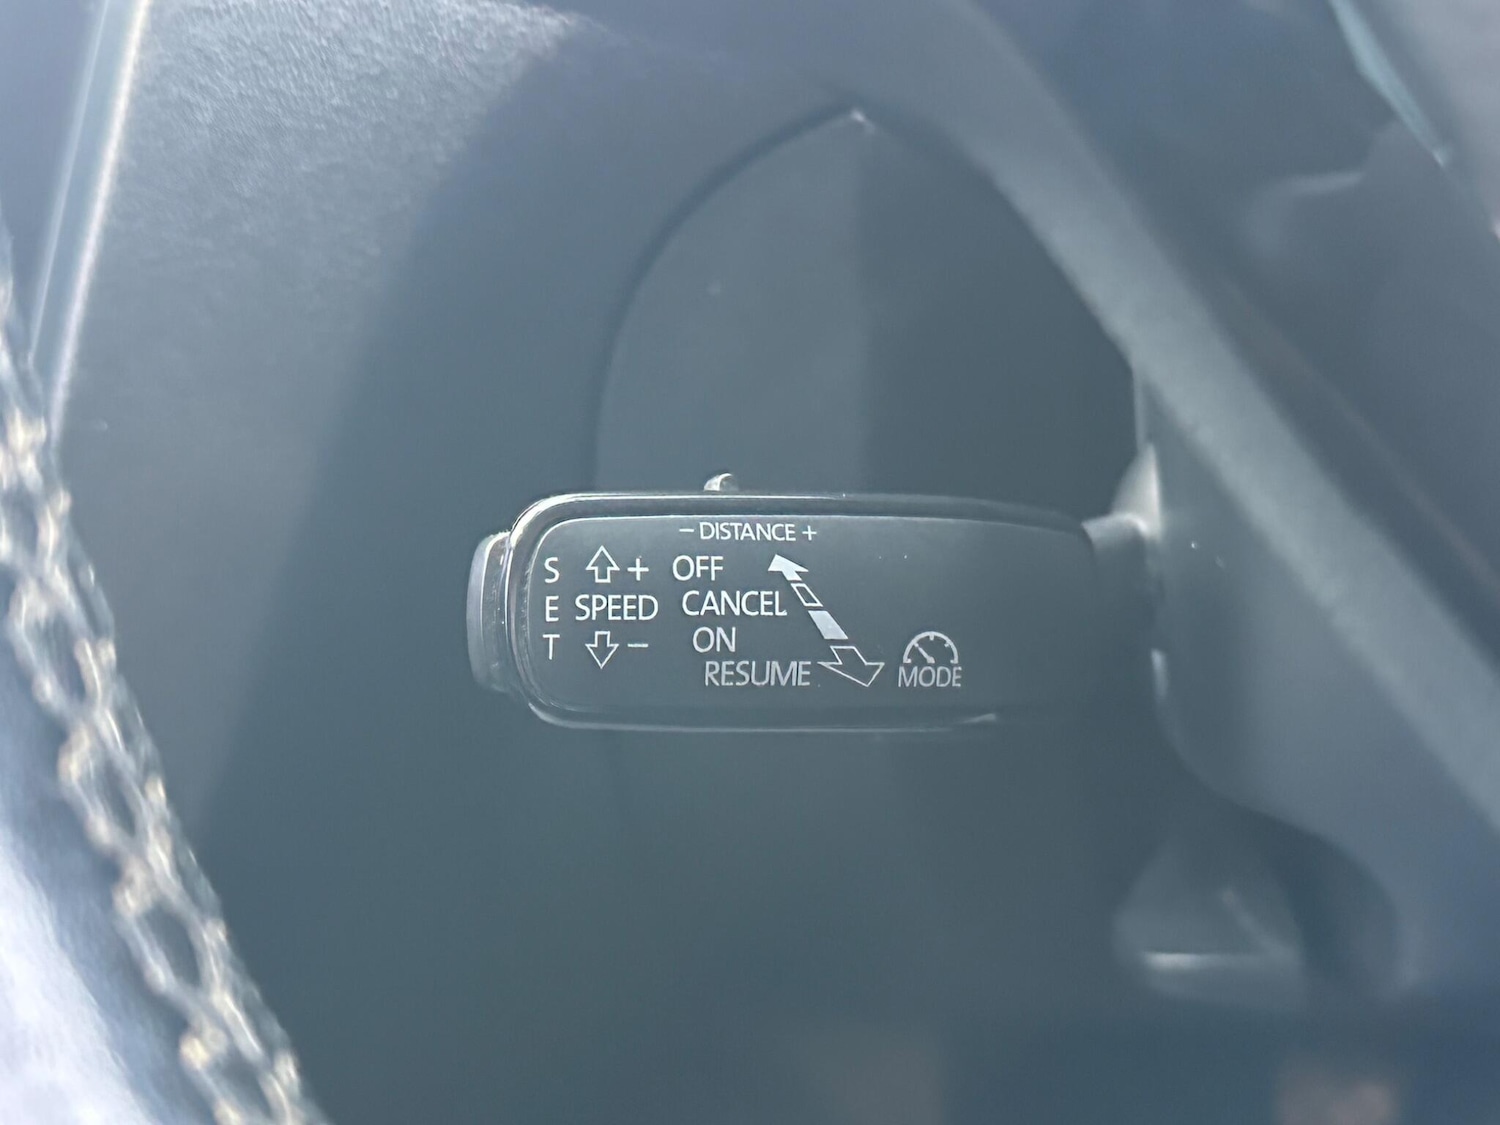 - DISTANCE +
S + OFF
E SPEED CANCEL
T - ON
RESUME
MODE